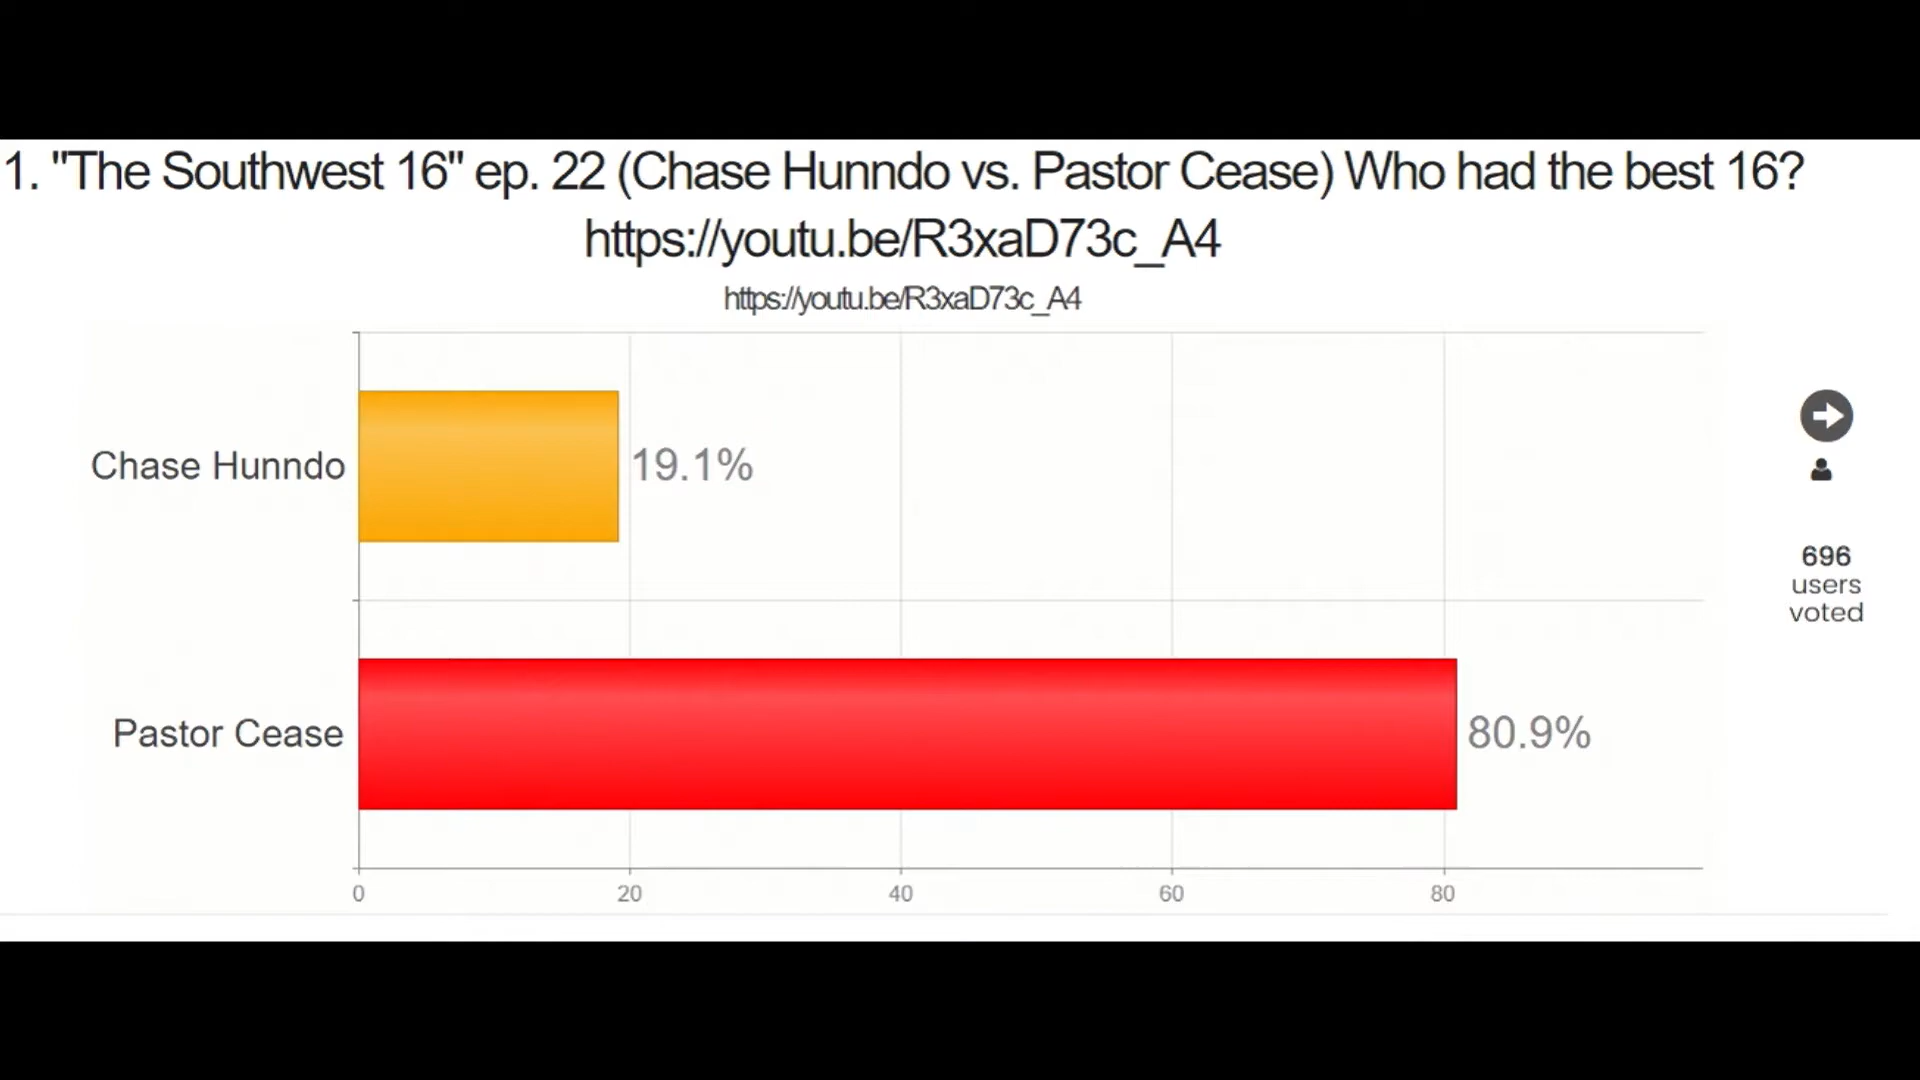 1. "The Southwest 16" ep. 22 (Chase Hunndo vs. Pastor Cease) Who had the best 16?
https://youtu.be/R3xaD73c_A4
https://youtu.be/R3xaD73c_A4
Chase Hunndo 19.1%
696
users
voted
Pastor Cease 80.9%
0 20 40 60 80